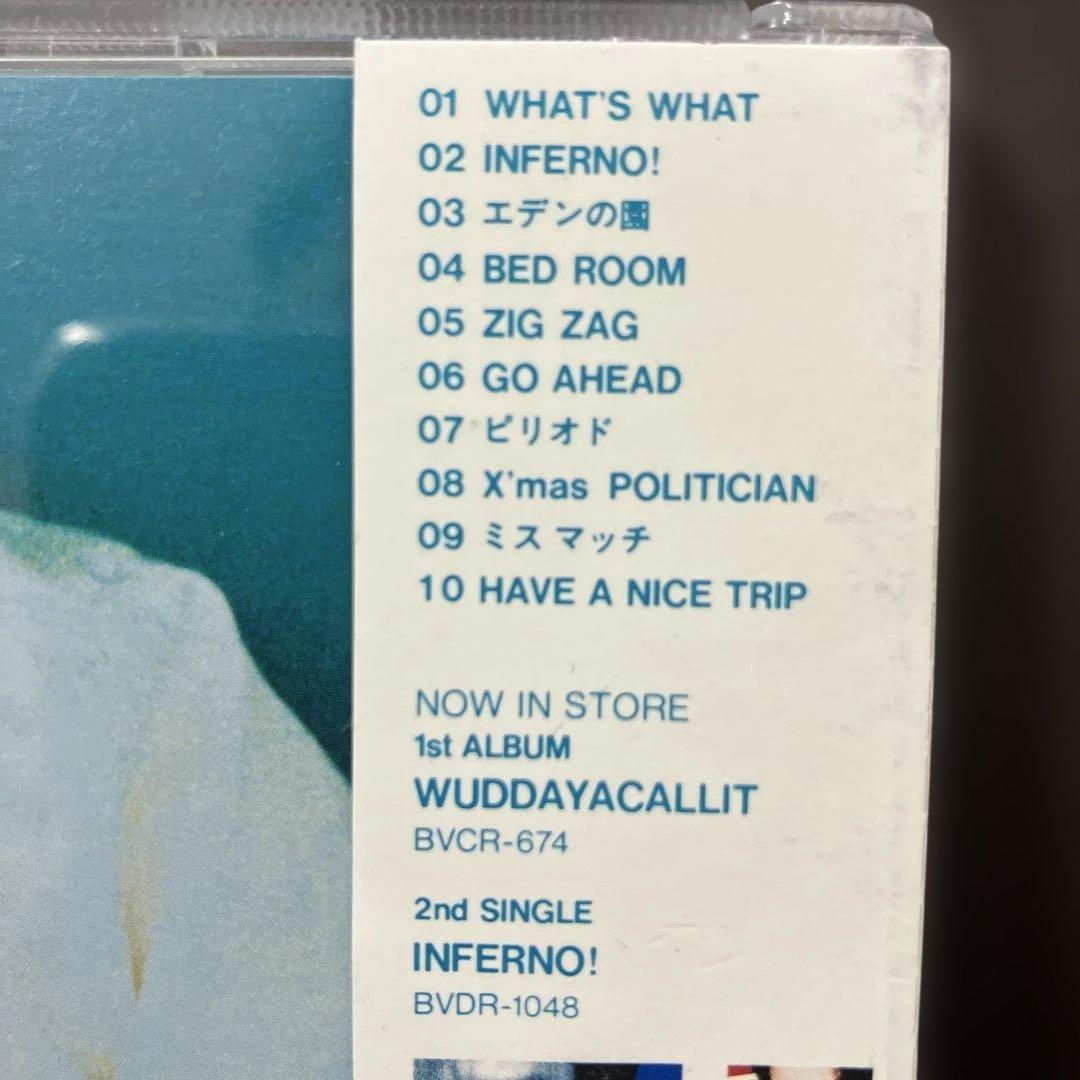 01 WHAT'S WHAT
02 INFERNO!
03 エデンの園
04 BED ROOM
05 ZIG ZAG
06 GO AHEAD
07 ピリオド
08 X'mas POLITICIAN
09 ミスマッチ
10 HAVE A NICE TRIP
NOW IN STORE
1st ALBUM
WUDDAYACALLIT
BVCR-674
2nd SINGLE
INFERNO!
BVDR-1048